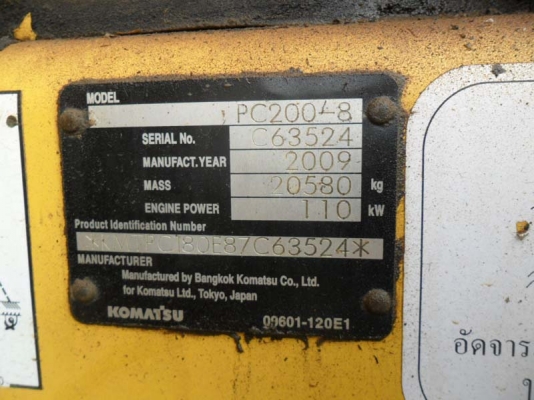 MODEL
PC200-8
SERIAL No. C63524
MANUFACT.YEAR 2009
MASS 20580 kg
ENGINE POWER 110 kW
Product Identification Number
87C63524*
MANUFACTURER
Manufactured by Bangkok Komatsu Co., Ltd.
for Komatsu Ltd., Tokyo, Japan
KOMATSU 09601-120E1
อัดจาร